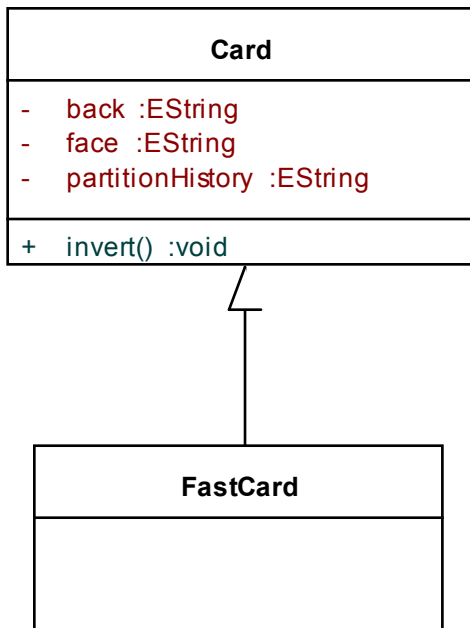 Card
- back :EString
- face :EString
- partitionHistory :EString
+ invert() :void
FastCard